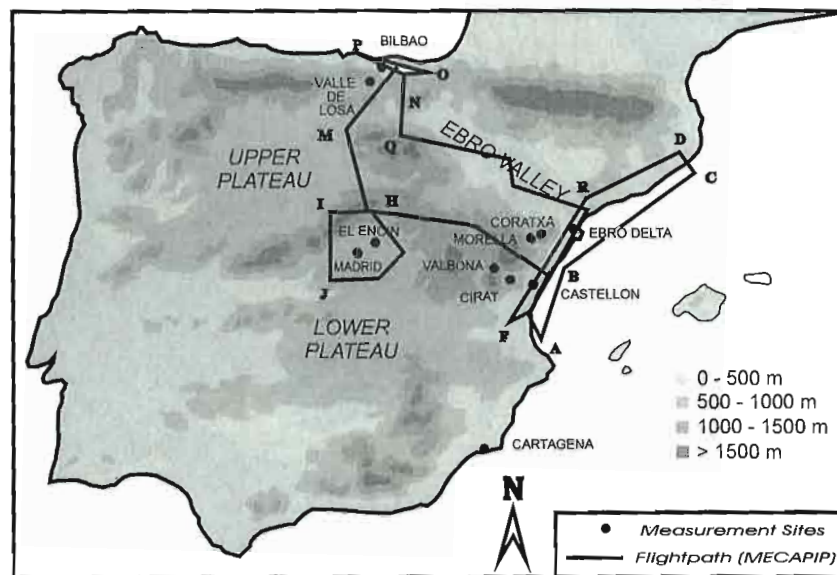 P
BILBAO
O
VALLE
DE
LOSA
N
M
Q
EBRO VALLEY
D
C
UPPER
PLATEAU
R
I
H
CORATXA
EL ENCIN
MORELLA
EBRO DELTA
MADRID
VALBONA
B
J
CIRAT
CASTELLON
LOWER
PLATEAU
F
A
0 - 500 m
500 - 1000 m
1000 - 1500 m
> 1500 m
CARTAGENA
N
Measurement Sites
Flightpath (MECAPIP)